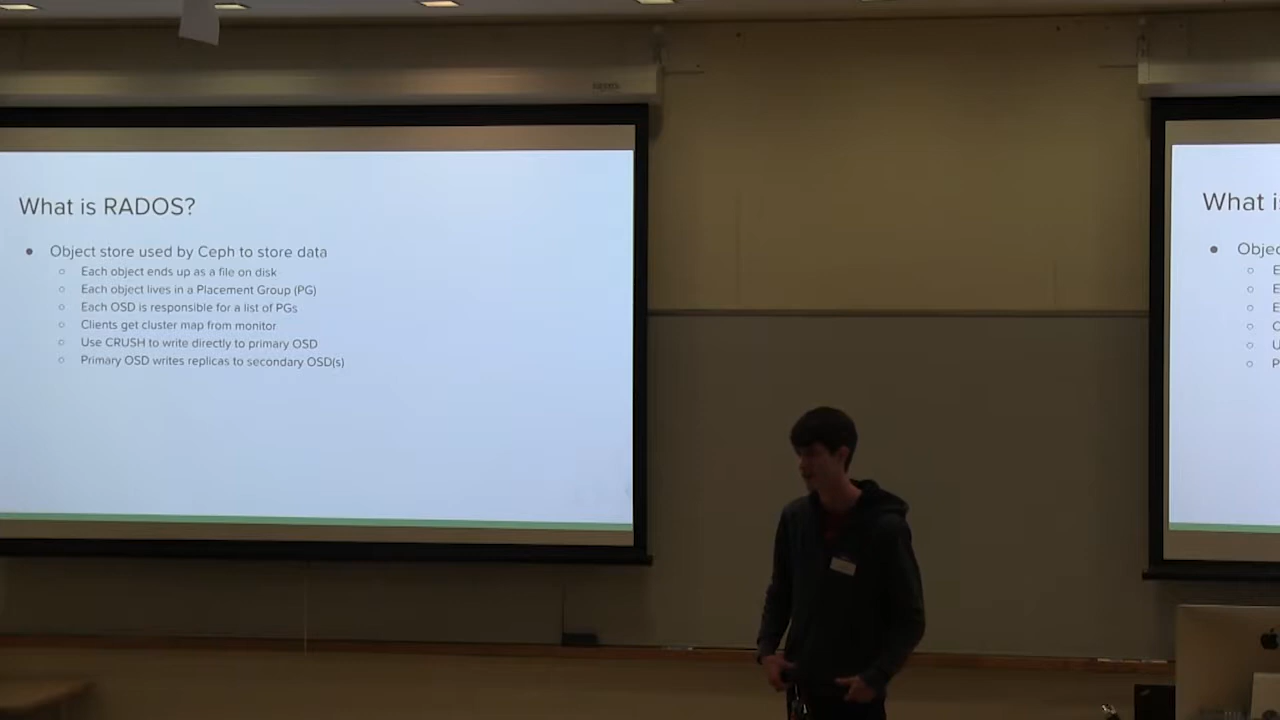 What is RADOS?
Object store used by Ceph to store data
Each object ends up as a file on disk
Each object lives in a Placement Group (PG)
Each OSD is responsible for a list of PGs
Clients get cluster map from monitor
Use CRUSH to write directly to primary OSD
Primary OSD writes replicas to secondary OSD(s)
What i
Objec
E
E
E
C
U
P